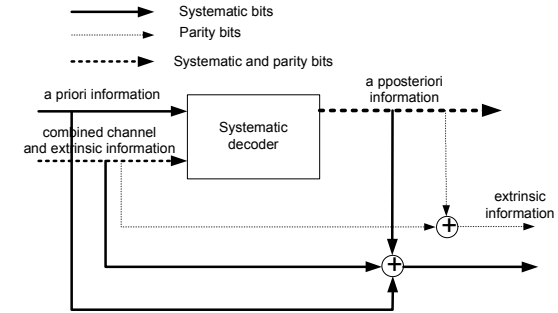 Systematic bits
Parity bits
Systematic and parity bits
a priori information
a pposteriori
information
combined channel
and extrinsic information
Systematic
decoder
extrinsic
information
+
+